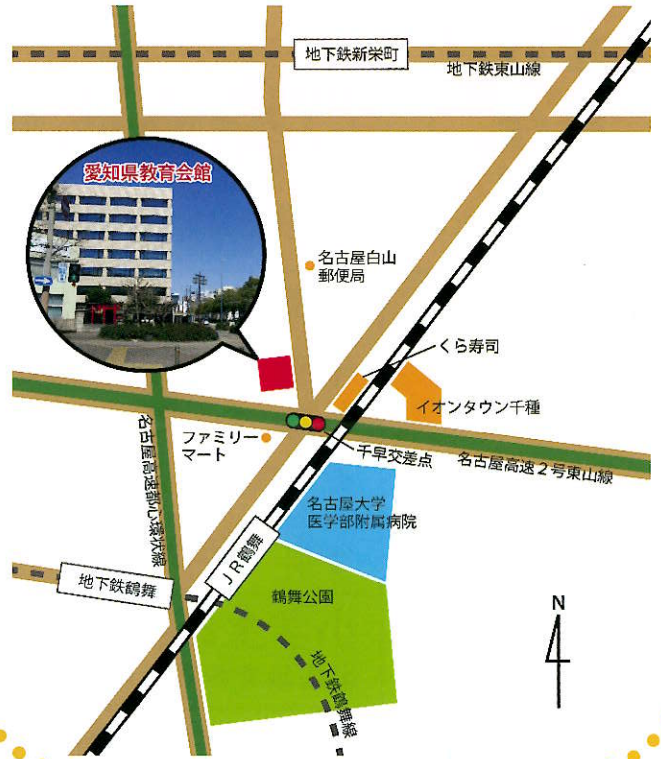 地下鉄新栄町
地下鉄東山線
愛知県教育会館
名古屋白山
郵便局
くら寿司
イオンタウン千種
ファミリー
マート
千早交差点
名古屋高速2号東山線
名古屋高速都心環状線
名古屋大学
医学部附属病院
JR鶴舞
地下鉄鶴舞
鶴舞公園
地下鉄鶴舞線
N